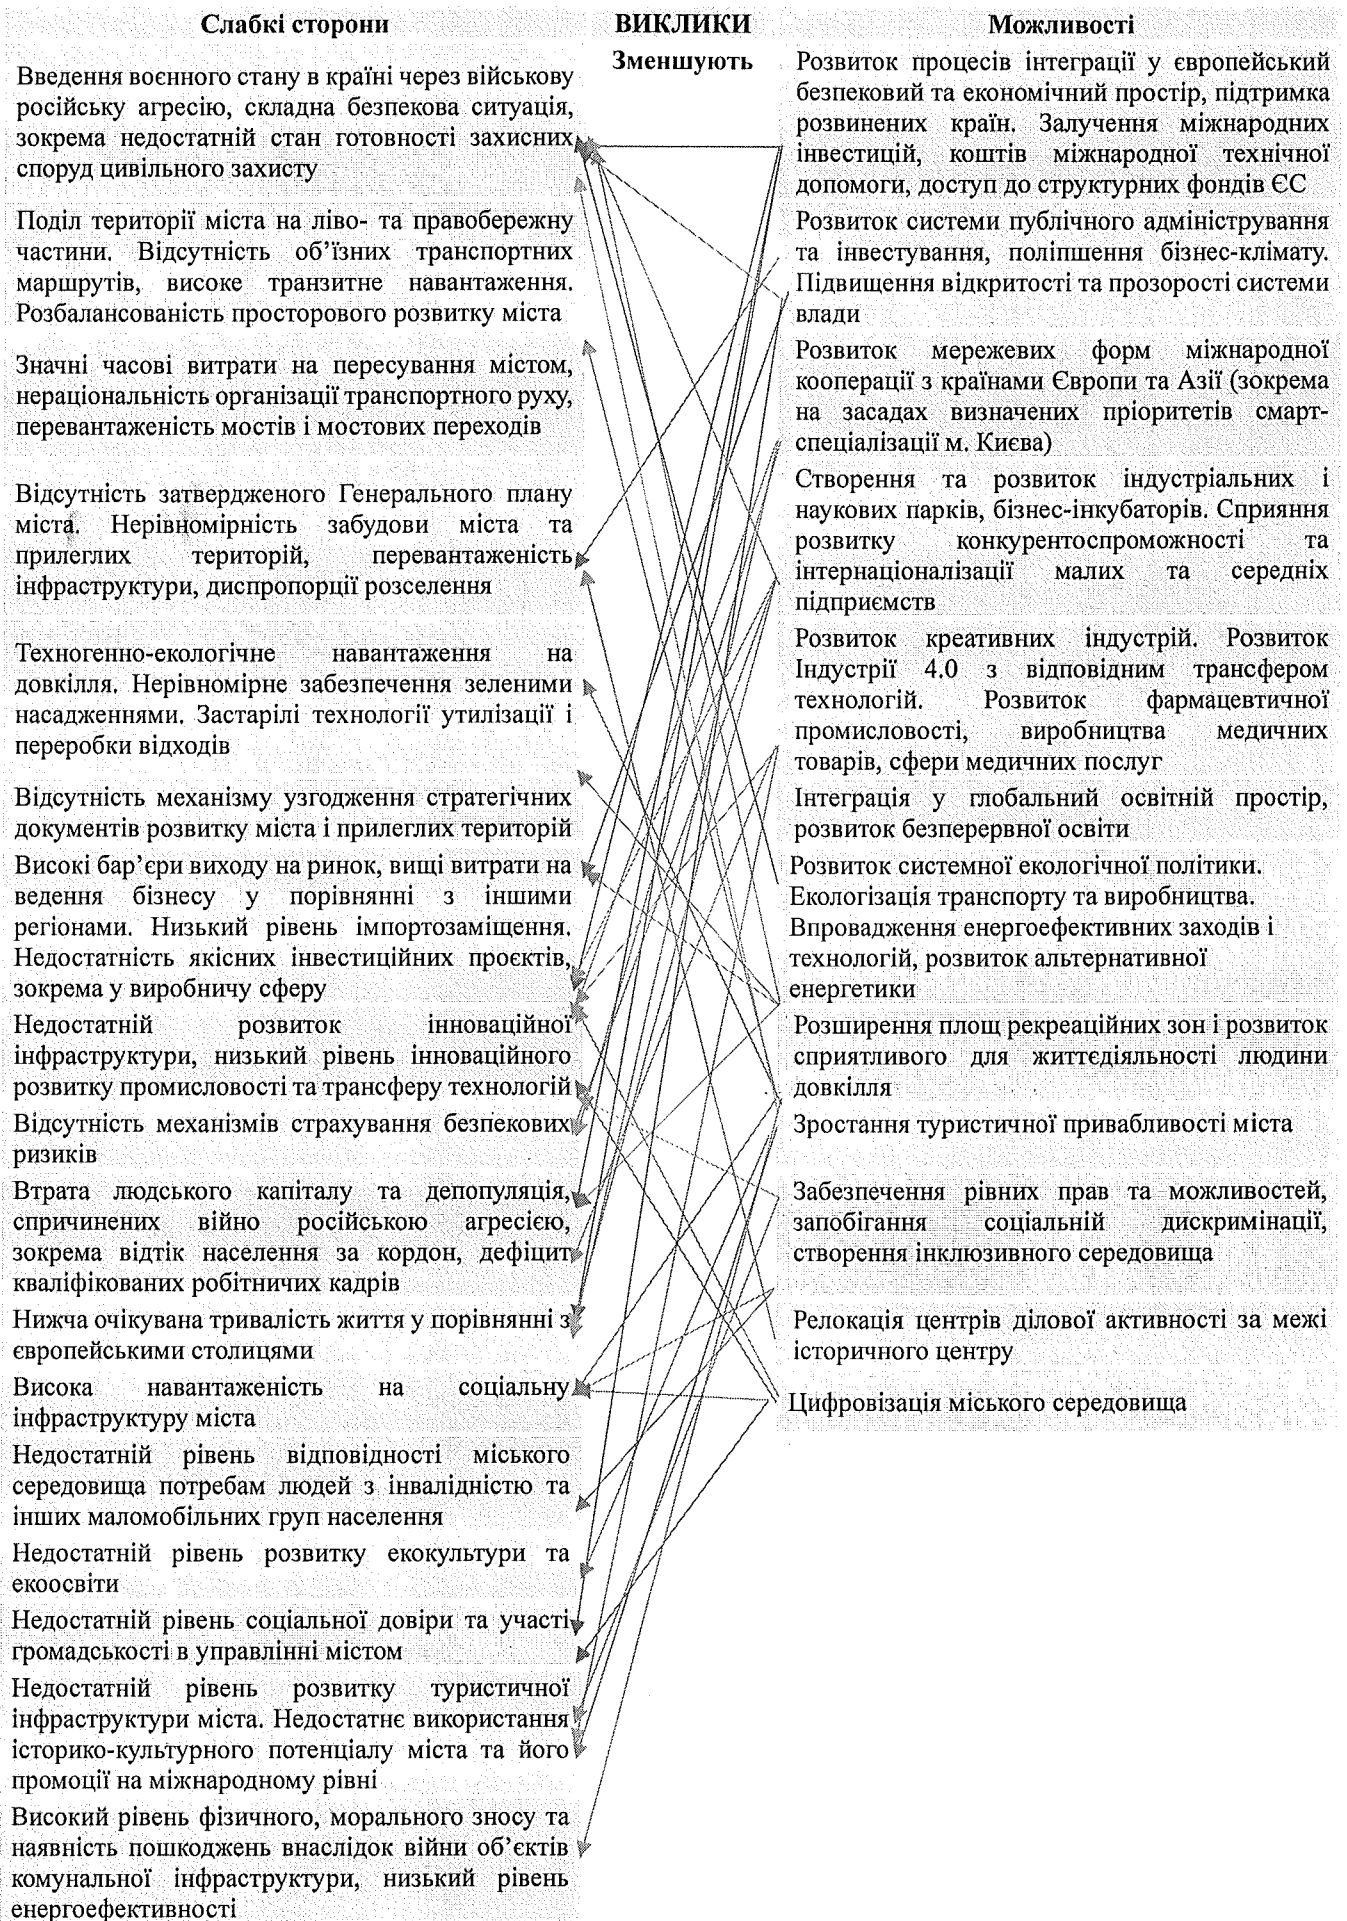 Слабкі сторони
Введення воєнного стану в країні через військову
російську агресію, складна безпекова ситуація,
зокрема недостатній стан готовності захисних
споруд цивільного захисту
Поділ території міста на ліво- та правобережну
частини. Відсутність об’їзних транспортних
маршрутів, високе транзитне навантаження.
Розбалансованість просторового розвитку міста
Значні часові витрати на пересування містом,
нераціональність організації транспортного руху,
перевантаженість мостів і мостових переходів
Відсутність затвердженого Генерального плану
міста. Нерівномірність забудови міста та
прилеглих територій, перевантаженість
інфраструктури, диспропорції розселення
Техногенно-екологічне навантаження на
довкілля. Нерівномірне забезпечення зеленими
насадженнями. Застарілі технології утилізації і
переробки відходів
Відсутність механізму узгодження стратегічних
документів розвитку міста і прилеглих територій
Високі бар’єри виходу на ринок, вищі витрати на
ведення бізнесу у порівнянні з іншими
регіонами. Низький рівень імпортозаміщення.
Недостатність якісних інвестиційних проєктів,
зокрема у виробничу сферу
Недостатній розвиток інноваційної
інфраструктури, низький рівень інноваційного
розвитку промисловості та трансферу технологій
Відсутність механізмів страхування безпекових
ризиків
Втрата людського капіталу та депопуляція,
спричинених війно російською агресією,
зокрема відтік населення за кордон, дефіцит
кваліфікованих робітничих кадрів
Нижча очікувана тривалість життя у порівнянні з
європейськими столицями
Висока навантаженість на соціальну
інфраструктуру міста
Недостатній рівень відповідності міського
середовища потребам людей з інвалідністю та
інших маломобільних груп населення
Недостатній рівень розвитку екокультури та
екоосвіти
Недостатній рівень соціальної довіри та участі
громадськості в управлінні містом
Недостатній рівень розвитку туристичної
інфраструктури міста. Недостатнє використання
історико-культурного потенціалу міста та його
промоції на міжнародному рівні
Високий рівень фізичного, морального зносу та
наявність пошкоджень внаслідок війни об’єктів
комунальної інфраструктури, низький рівень
енергоефективності
ВИКЛИКИ
Зменшують
Можливості
Розвиток процесів інтеграції у європейський
безпековий та економічний простір, підтримка
розвинених країн. Залучення міжнародних
інвестицій, коштів міжнародної технічної
допомоги, доступ до структурних фондів ЄС
Розвиток системи публічного адміністрування
та інвестування, поліпшення бізнес-клімату.
Підвищення відкритості та прозорості системи
влади
Розвиток мережевих форм міжнародної
кооперації з країнами Європи та Азії (зокрема
на засадах визначених пріоритетів смарт-
спеціалізації м. Києва)
Створення та розвиток індустріальних і
наукових парків, бізнес-інкубаторів. Сприяння
розвитку конкурентоспроможності та
інтернаціоналізації малих та середніх
підприємств
Розвиток креативних індустрій. Розвиток
Індустрії 4.0 з відповідним трансфером
технологій. Розвиток фармацевтичної
промисловості, виробництва медичних
товарів, сфери медичних послуг
Інтеграція у глобальний освітній простір,
розвиток безперервної освіти
Розвиток системної екологічної політики.
Екологізація транспорту та виробництва.
Впровадження енергоефективних заходів і
технологій, розвиток альтернативної
енергетики
Розширення площ рекреаційних зон і розвиток
сприятливого для життєдіяльності людини
довкілля
Зростання туристичної привабливості міста
Забезпечення рівних прав та можливостей,
запобігання соціальній дискримінації,
створення інклюзивного середовища
Релокація центрів ділової активності за межі
історичного центру
Цифровізація міського середовища